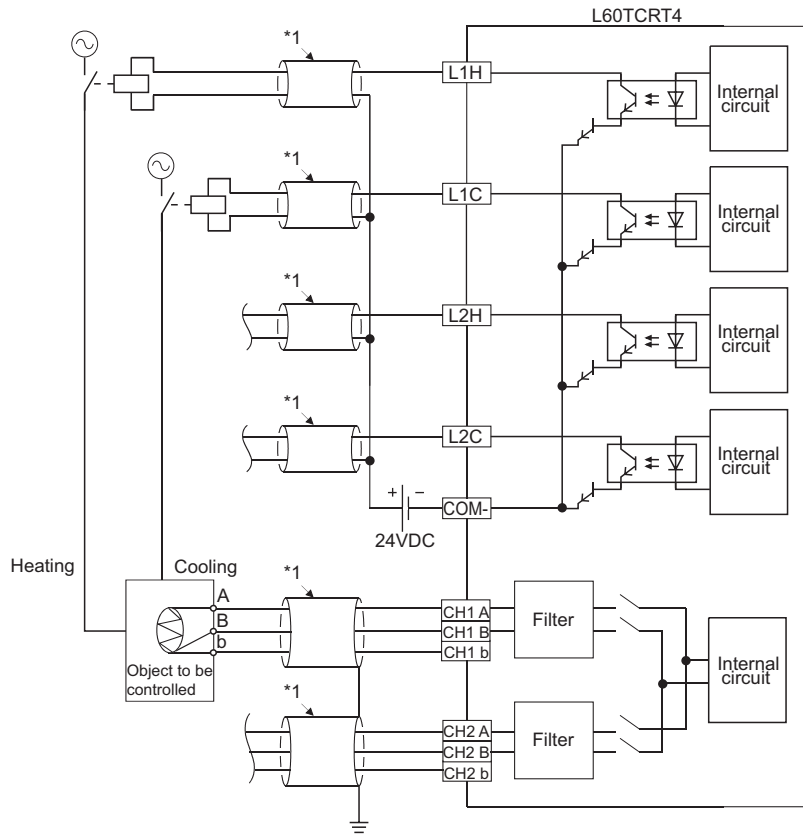 L60TCRT4
*1
L1H
Internal
circuit
*1
L1C
Internal
circuit
*1
L2H
Internal
circuit
*1
L2C
Internal
circuit
+
−
COM-
24VDC
Heating
Cooling
*1
A
B
b
Object to be
controlled
CH1 A
CH1 B
CH1 b
Filter
Internal
circuit
*1
CH2 A
CH2 B
CH2 b
Filter